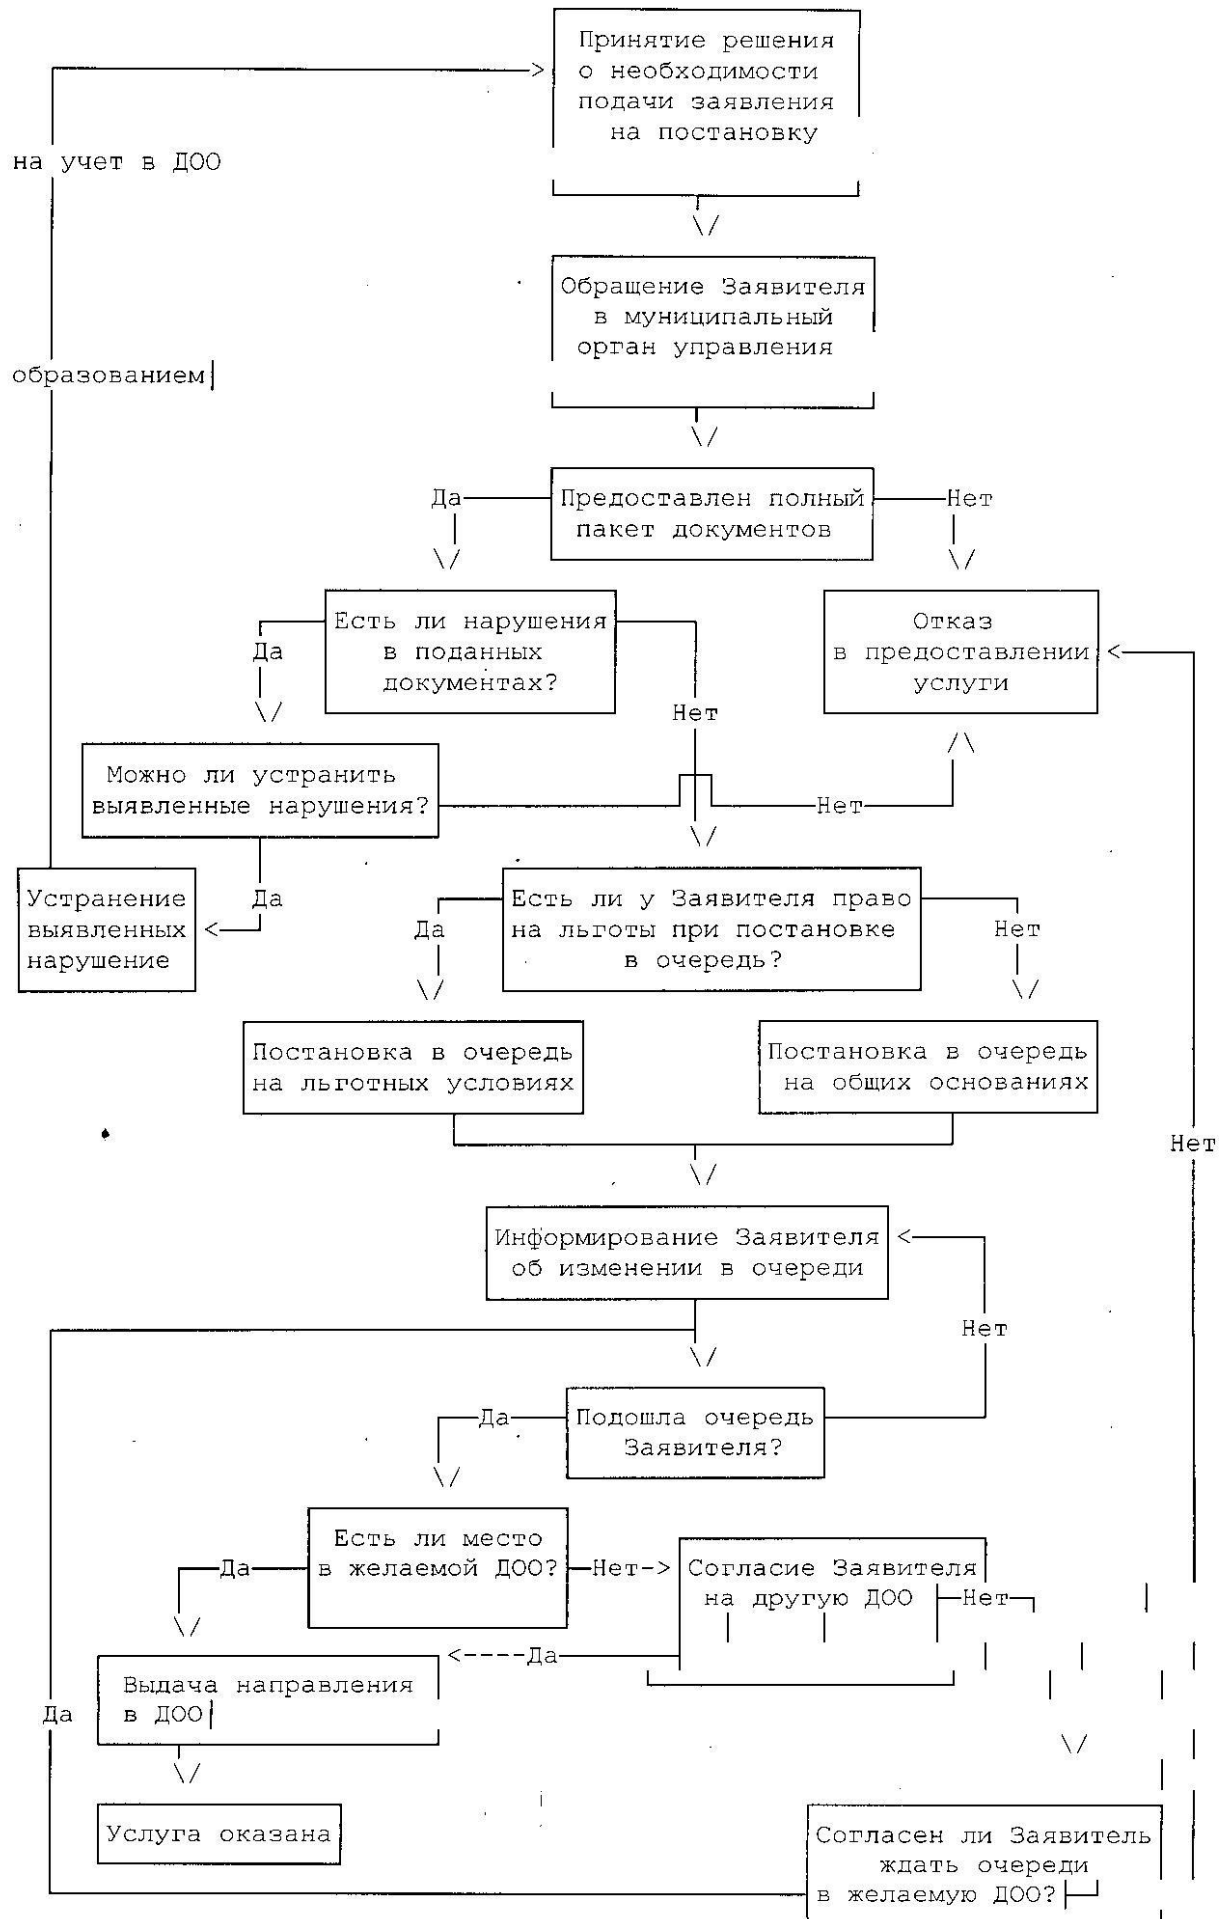 Принятие решения
о необходимости
подачи заявления
на постановку
на учет в ДОО
Обращение Заявителя
в муниципальный
орган управления
образованием
Да
Предоставлен полный
пакет документов
Нет
Есть ли нарушения
в поданных
документах?
Да
Нет
Отказ
в предоставлении
услуги
Можно ли устранить
выявленные нарушения?
Нет
Да
Устранение
выявленных
нарушение
Есть ли у Заявителя право
на льготы при постановке
в очередь?
Да
Нет
Постановка в очередь
на льготных условиях
Постановка в очередь
на общих основаниях
Нет
Информирование Заявителя
об изменении в очереди
Нет
Да
Подошла очередь
Заявителя?
Есть ли место
в желаемой ДОО?
Да
Нет
Согласие Заявителя
на другую ДОО
Нет
Да
Выдача направления
в ДОО
Да
Услуга оказана
Согласен ли Заявитель
ждать очереди
в желаемую ДОО?